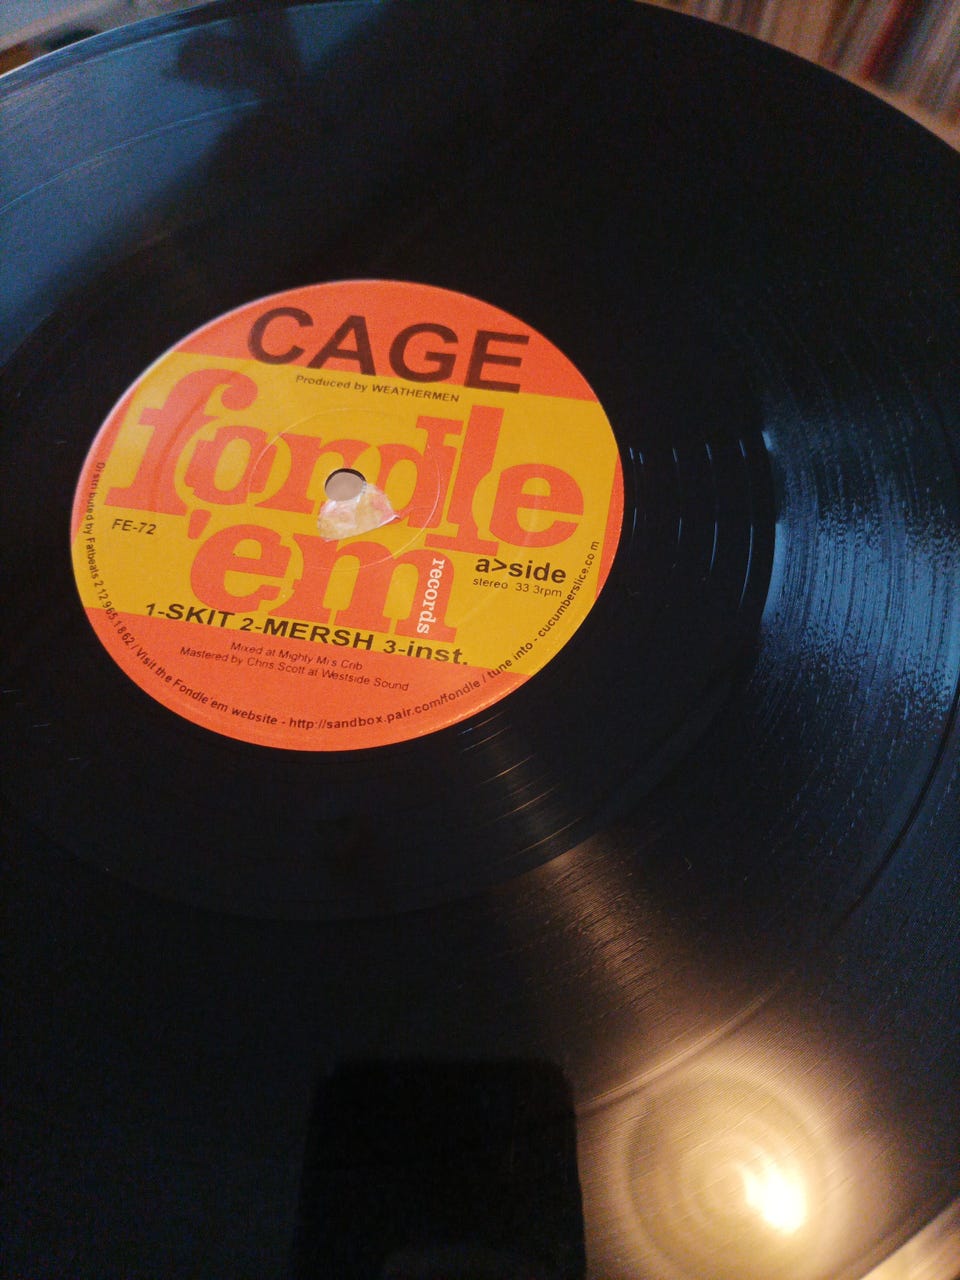 CAGE
Produced by WEATHERMEN
fondle
'em
records
FE-72
a>side
stereo 33 3rpm
1-SKIT 2-MERSH 3-inst.
Mixed at Mighty Mi s Crib
Mastered by Chris Scott at Westside Sound
Distributed by Fatbeats 212 965.1862 / Visit the Fondle'em website - http://sandbox.pair.com/fondle / tune into - cucumberslice.com